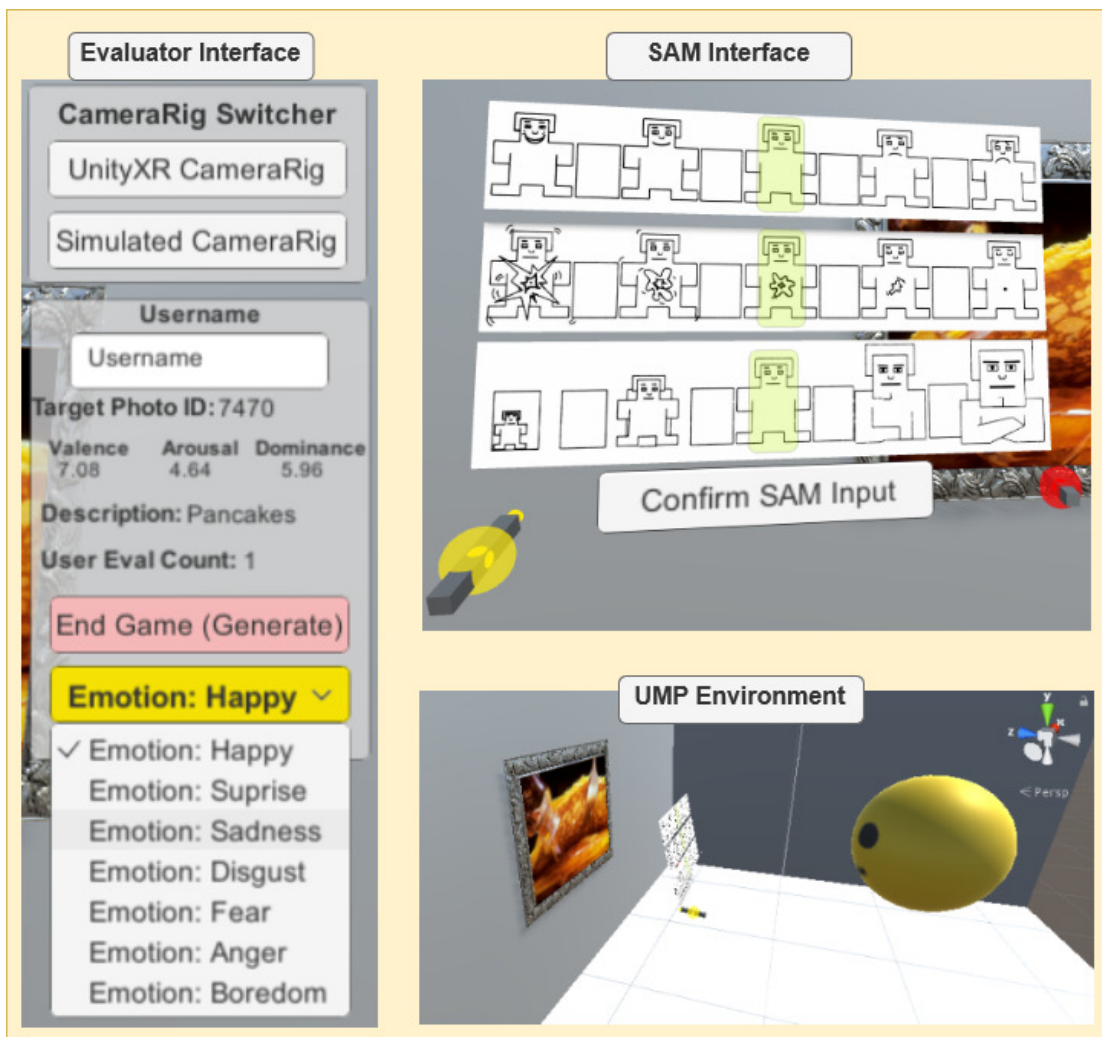 Evaluator Interface
CameraRig Switcher
UnityXR CameraRig
Simulated CameraRig
Username
Username
Target Photo ID: 7470
Valence Arousal Dominance
7.08 4.64 5.96
Description: Pancakes
User Eval Count: 1
End Game (Generate)
Emotion: Happy
Emotion: Happy
Emotion: Suprise
Emotion: Sadness
Emotion: Disgust
Emotion: Fear
Emotion: Anger
Emotion: Boredom
SAM Interface
Confirm SAM Input
UMP Environment
y
z x
Persp